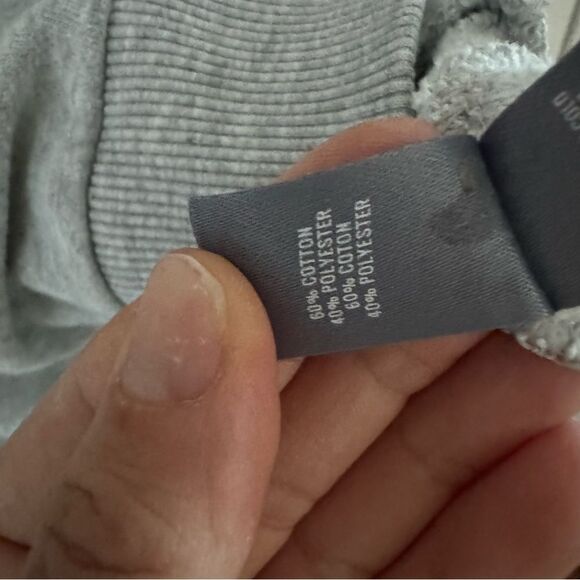 60% COTTON
40% POLYESTER
60% COTON
40% POLYESTER